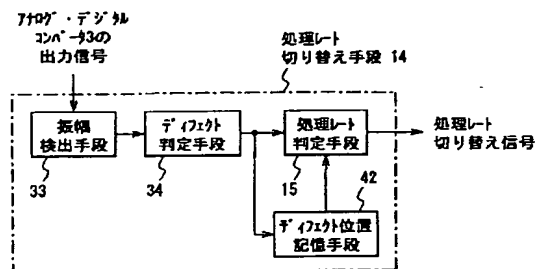 アナログ・デジタル
コンバータ3の
出力信号
処理レート
切り替え手段 14
振幅
検出手段
33
ディフェクト
判定手段
34
処理レート
判定手段
15
処理レート
切り替え信号
42
ディフェクト位置
記憶手段